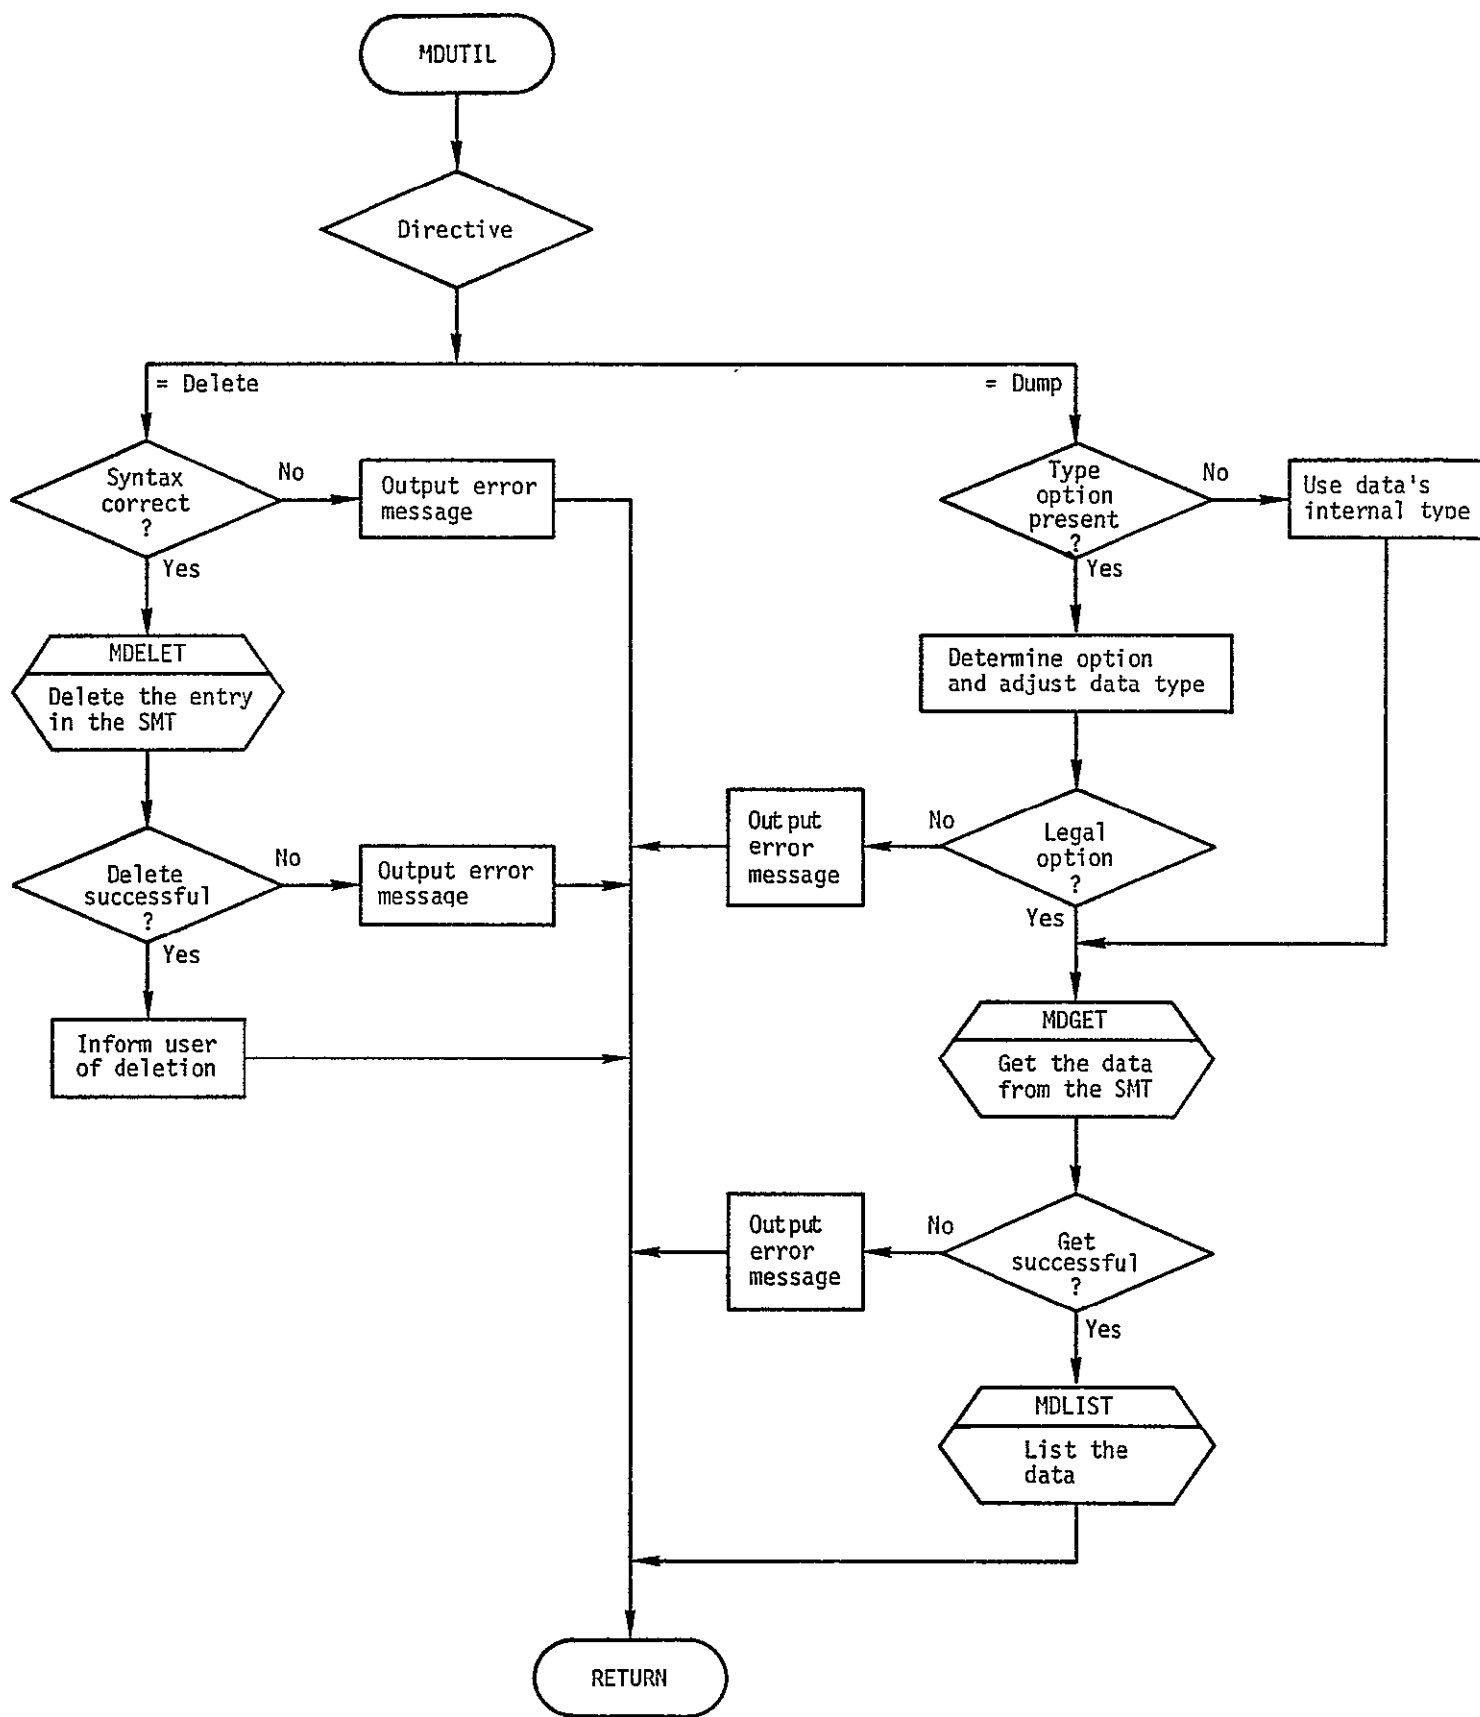 MDUTIL
Directive
= Delete
= Dump
Syntax
correct
?
No
Yes
Output error
message
Type
option
present
?
No
Yes
Use data's
internal type
MDELET
Delete the entry
in the SMT
Determine option
and adjust data type
Delete
successful
?
No
Yes
Output error
message
Output
error
message
No
Legal
option
?
Yes
Inform user
of deletion
MDGET
Get the data
from the SMT
Output
error
message
No
Get
successful
?
Yes
MDLIST
List the
data
RETURN